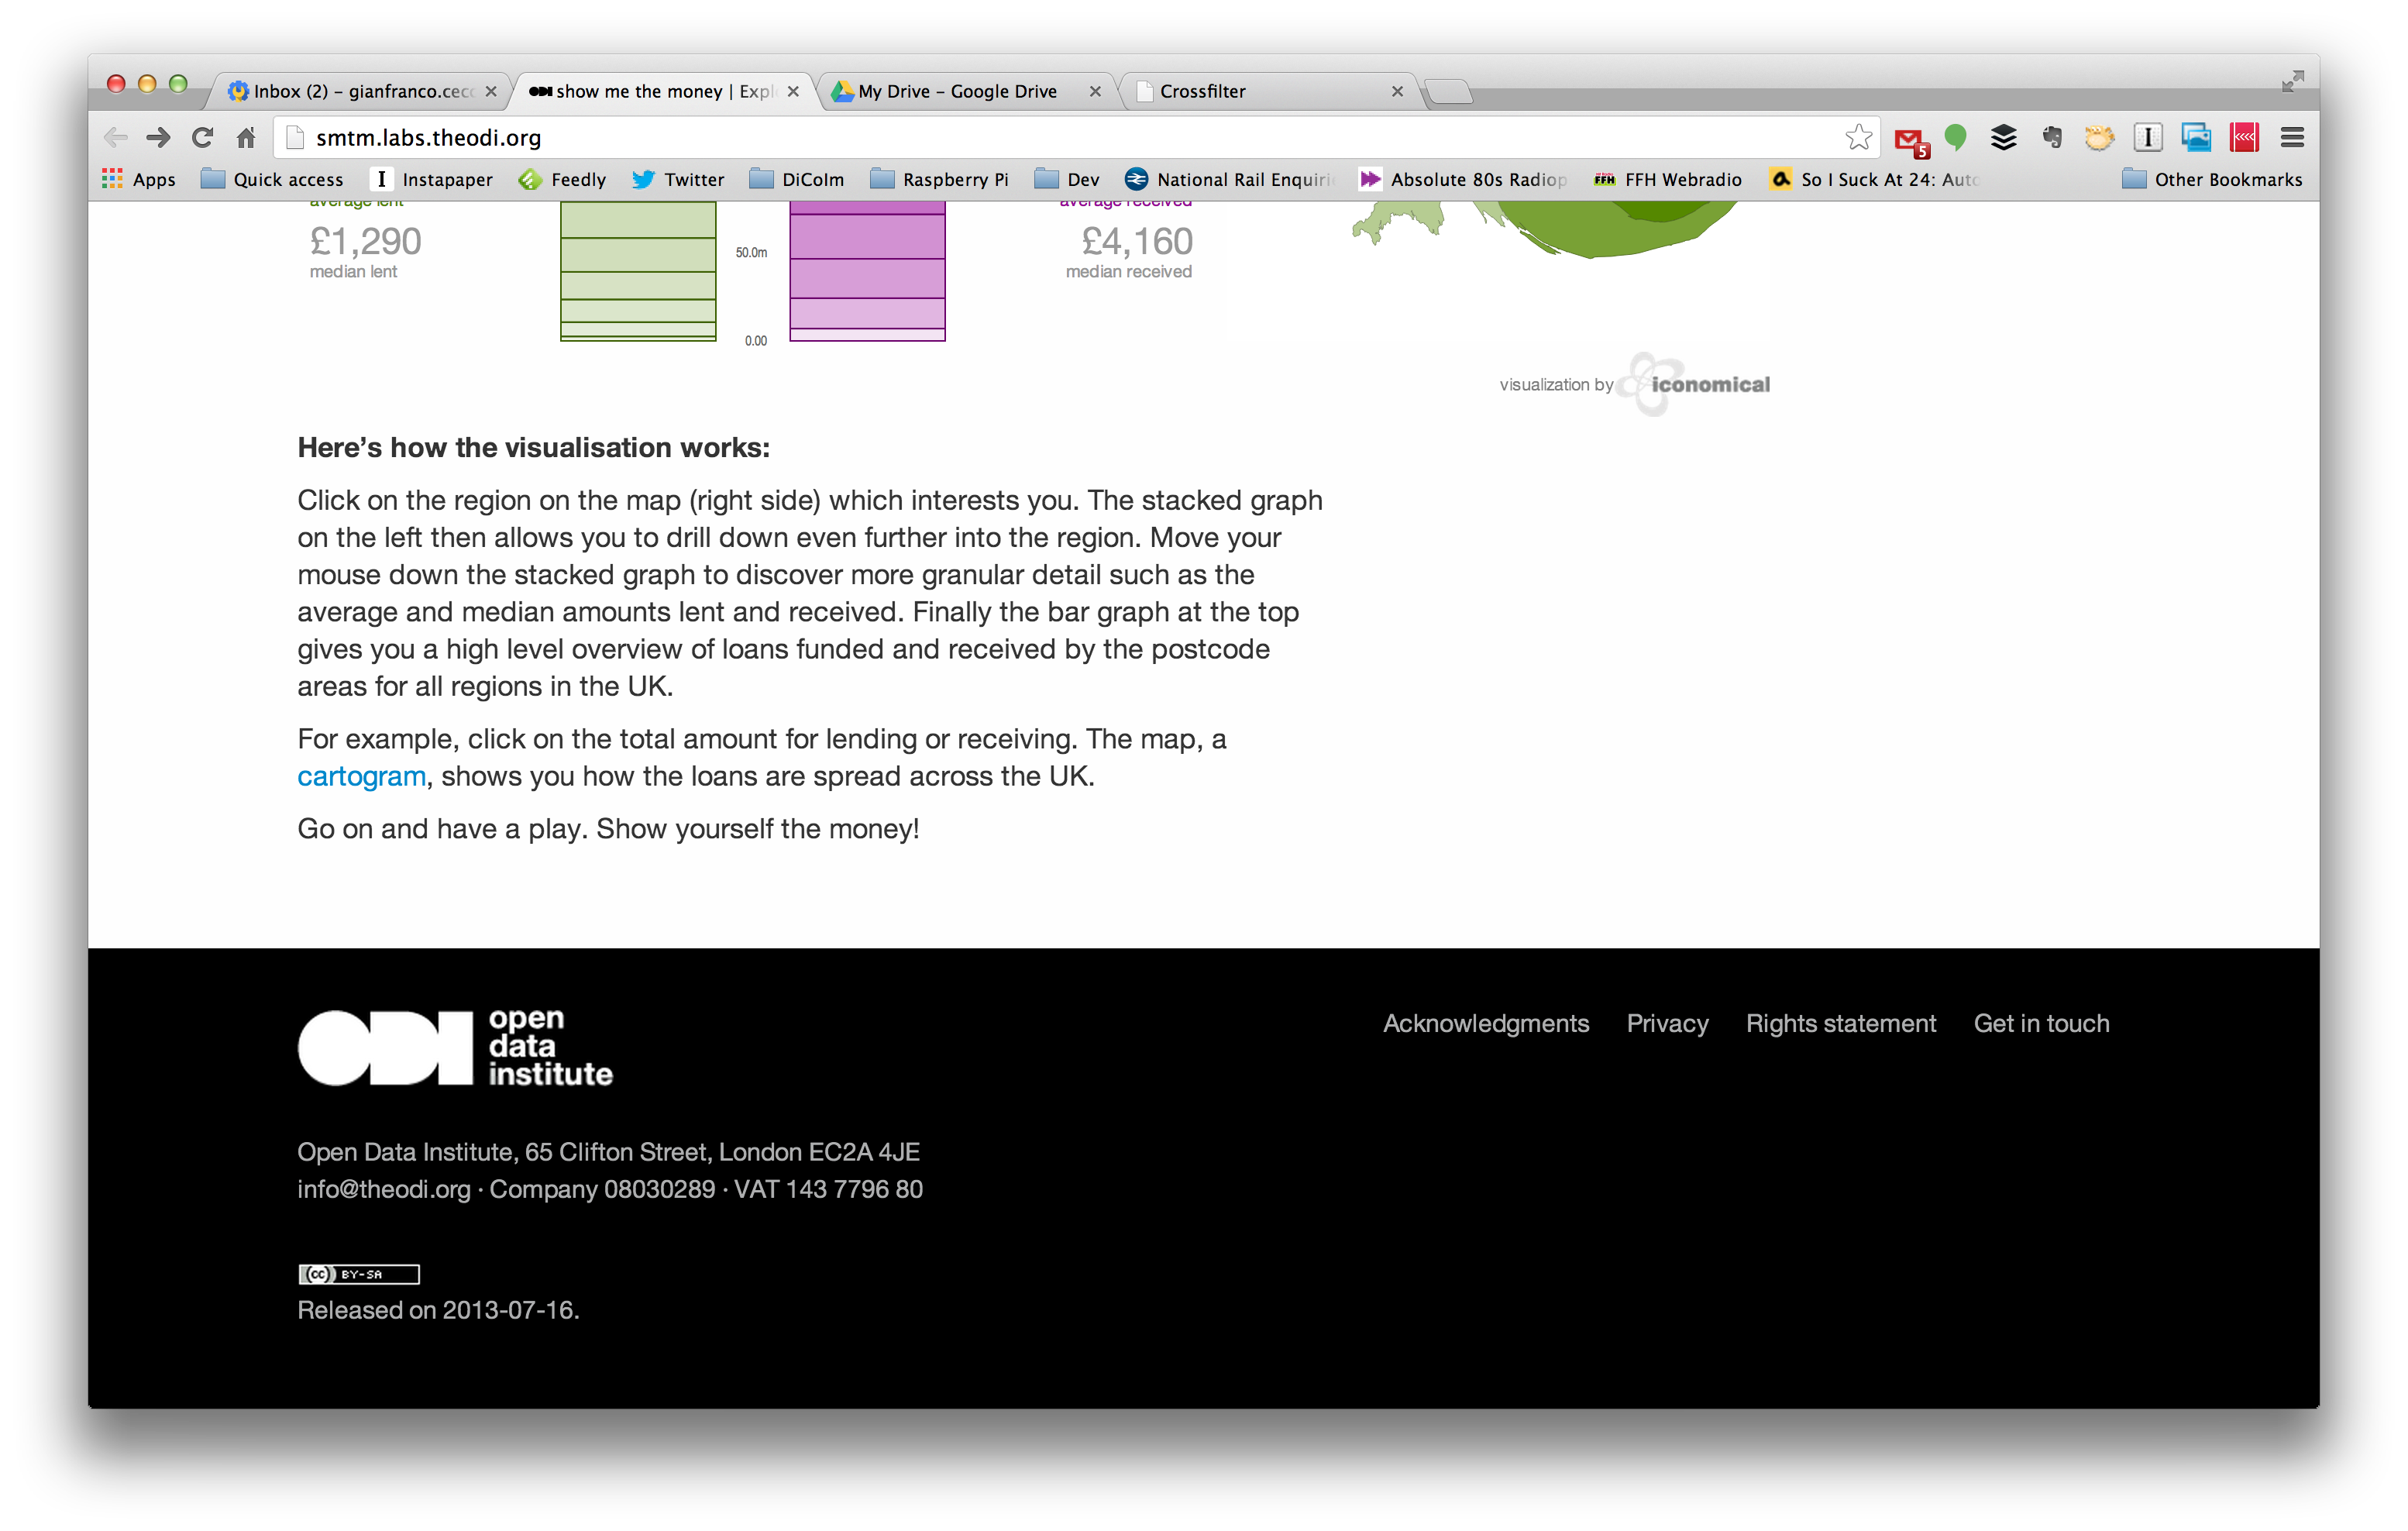 Inbox (2) – gianfranco.cecc
show me the money | Expl
My Drive – Google Drive
Crossfilter
smtm.labs.theodi.org
5
Apps
Quick access
Instapaper
Feedly
Twitter
DiColm
Raspberry Pi
Dev
National Rail Enquirie
Absolute 80s Radiop
FFH Webradio
So I Suck At 24: Auto
Other Bookmarks
average lent
£1,290
median lent
50.0m
0.00
average received
£4,160
median received
visualization by iconomical
Here’s how the visualisation works:
Click on the region on the map (right side) which interests you. The stacked graph
on the left then allows you to drill down even further into the region. Move your
mouse down the stacked graph to discover more granular detail such as the
average and median amounts lent and received. Finally the bar graph at the top
gives you a high level overview of loans funded and received by the postcode
areas for all regions in the UK.
For example, click on the total amount for lending or receiving. The map, a
cartogram, shows you how the loans are spread across the UK.
Go on and have a play. Show yourself the money!
ODI open
data
institute
Acknowledgments
Privacy
Rights statement
Get in touch
Open Data Institute, 65 Clifton Street, London EC2A 4JE
info@theodi.org · Company 08030289 · VAT 143 7796 80
(cc) BY-SA
Released on 2013-07-16.